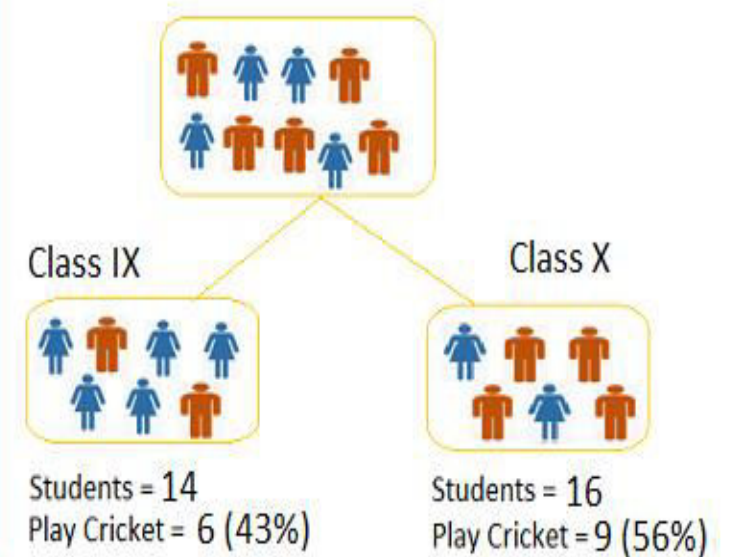 Class IX
Class X
Students = 14
Play Cricket = 6 (43%)
Students = 16
Play Cricket = 9 (56%)